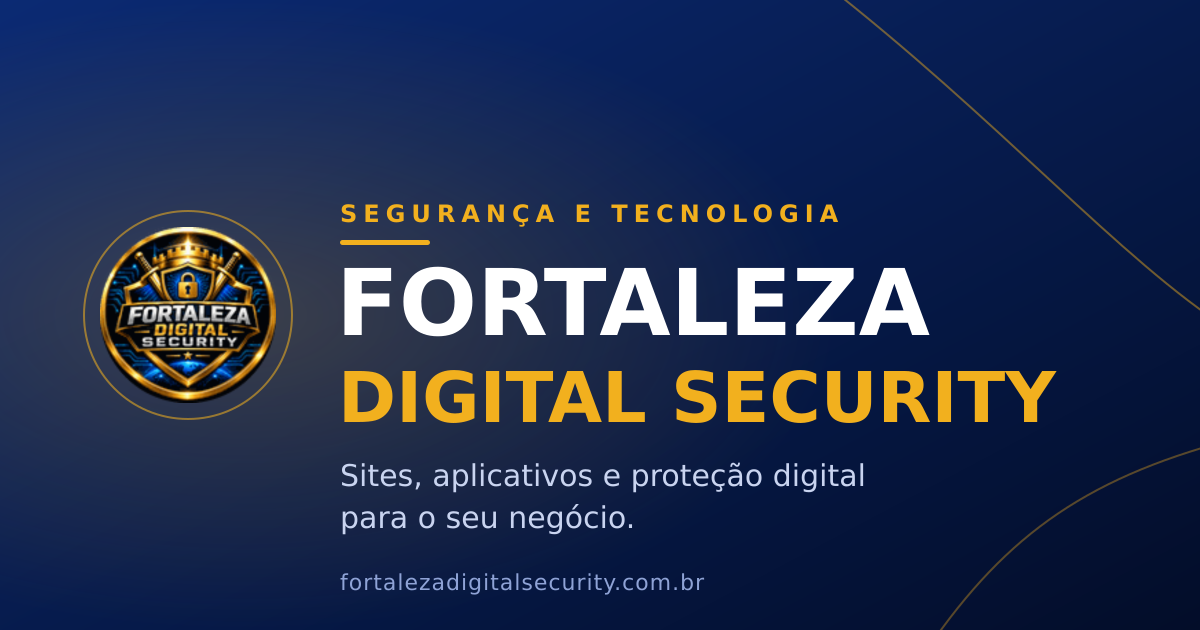 SEGURANÇA E TECNOLOGIA
FORTALEZA
DIGITAL SECURITY
Sites, aplicativos e proteção digital
para o seu negócio.
fortalezadigitalsecurity.com.br
FORTALEZA
DIGITAL
SECURITY